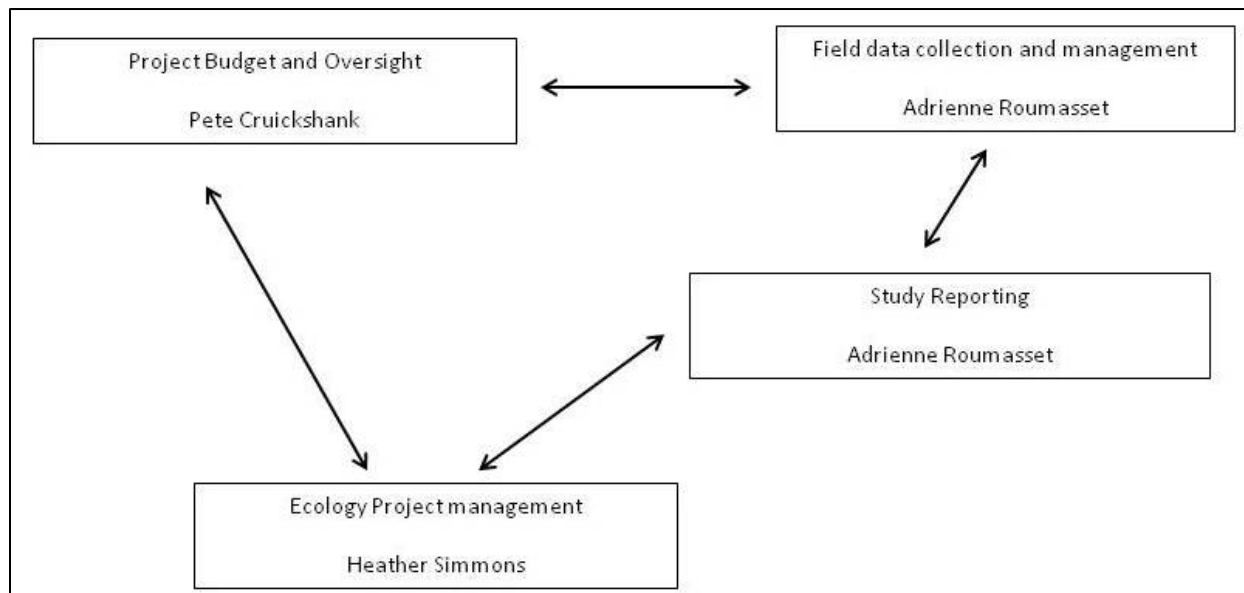 Project Budget and Oversight
Pete Cruickshank
Field data collection and management
Adrienne Roumasset
Study Reporting
Adrienne Roumasset
Ecology Project management
Heather Simmons